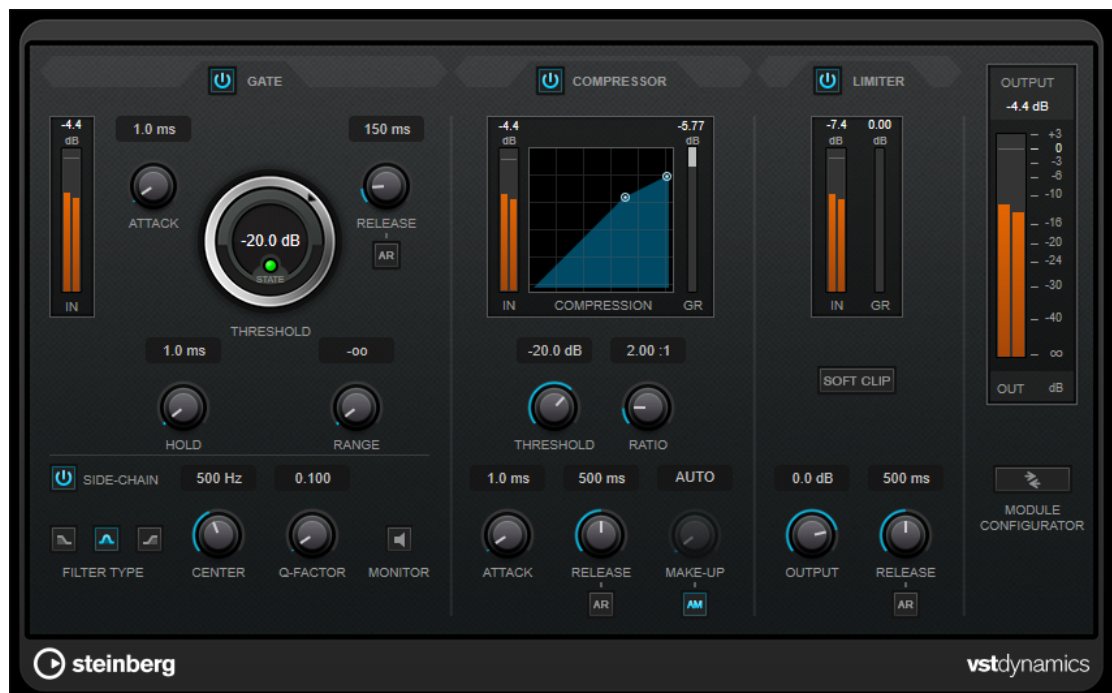 GATE
-4.4
dB
1.0 ms
150 ms
ATTACK
RELEASE
AR
-20.0 dB
STATE
IN
THRESHOLD
1.0 ms
-oo
HOLD
RANGE
SIDE-CHAIN
500 Hz
0.100
FILTER TYPE
CENTER
Q-FACTOR
MONITOR
COMPRESSOR
-4.4
-5.77
dB
dB
IN
COMPRESSION
GR
-20.0 dB
2.00 :1
THRESHOLD
RATIO
1.0 ms
500 ms
AUTO
ATTACK
RELEASE
MAKE-UP
AR
AM
LIMITER
-7.4
0.00
dB
dB
IN
GR
SOFT CLIP
0.0 dB
500 ms
OUTPUT
RELEASE
AR
OUTPUT
-4.4 dB
+3
0
-3
-6
-10
-16
-20
-24
-30
-40
oo
OUT
dB
MODULE
CONFIGURATOR
steinberg
vstdynamics